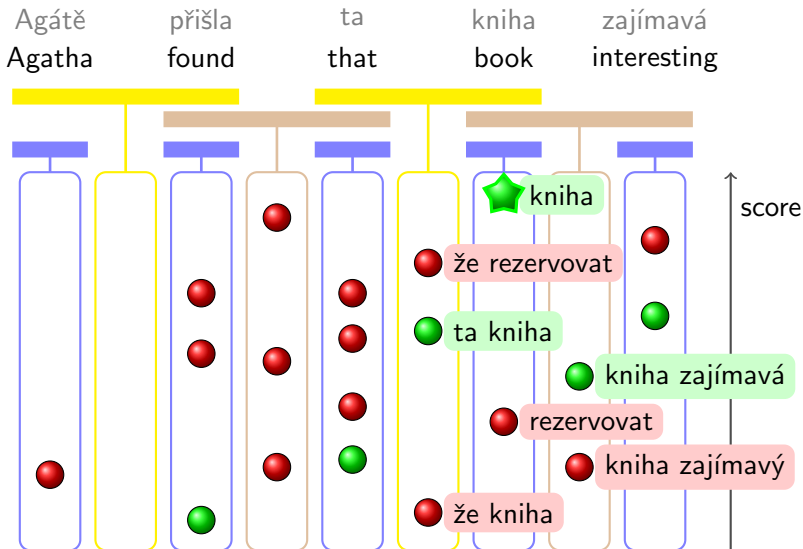 Agátě přišla ta kniha zajímavá
Agatha found that book interesting
kniha
score
že rezervovat
ta kniha
kniha zajímavá
rezervovat
kniha zajímavý
že kniha